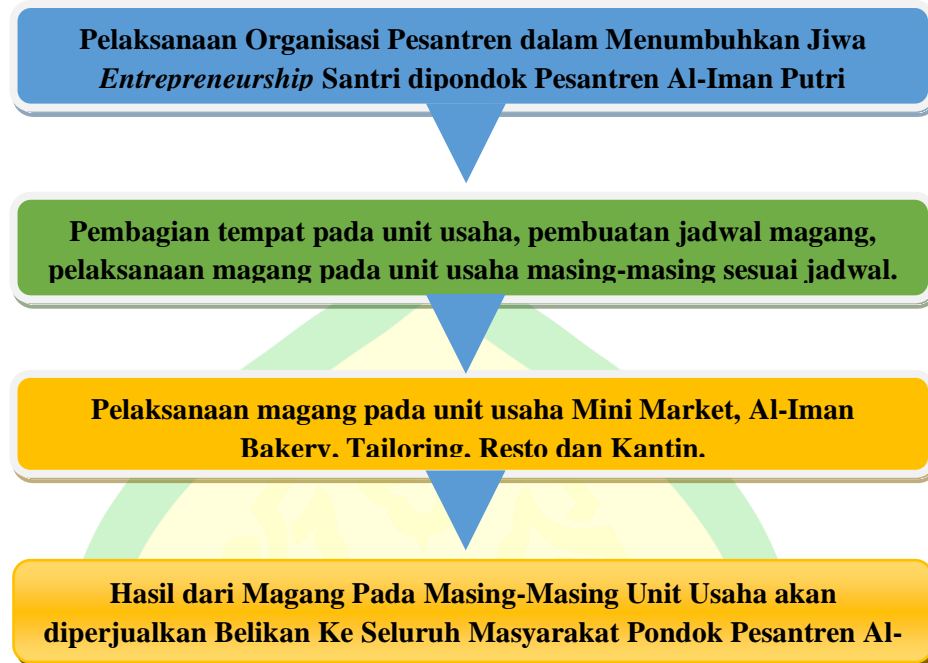 Pelaksanaan Organisasi Pesantren dalam Menumbuhkan Jiwa
Entrepreneurship Santri dipondok Pesantren Al-Iman Putri
Pembagian tempat pada unit usaha, pembuatan jadwal magang,
pelaksanaan magang pada unit usaha masing-masing sesuai jadwal.
Pelaksanaan magang pada unit usaha Mini Market, Al-Iman
Bakery, Tailoring, Resto dan Kantin.
Hasil dari Magang Pada Masing-Masing Unit Usaha akan
diperjualkan Belikan Ke Seluruh Masyarakat Pondok Pesantren Al-